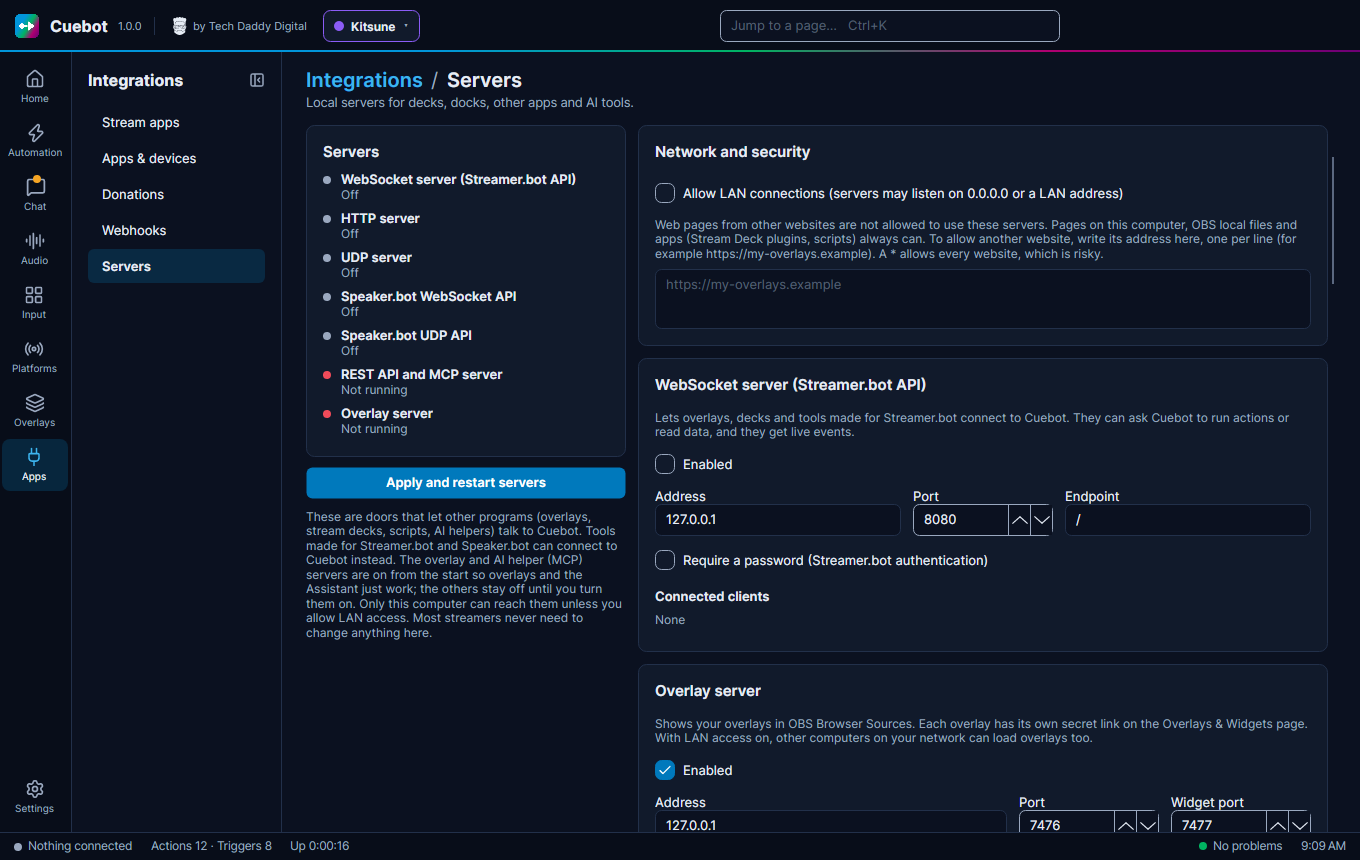 Cuebot 1.0.0 by Tech Daddy Digital Kitsune
Jump to a page... Ctrl+K
Home
Automation
Chat
Audio
Input
Platforms
Overlays
Apps
Settings
Integrations
Stream apps
Apps & devices
Donations
Webhooks
Servers
Integrations / Servers
Local servers for decks, docks, other apps and AI tools.
Servers
WebSocket server (Streamer.bot API)
Off
HTTP server
Off
UDP server
Off
Speaker.bot WebSocket API
Off
Speaker.bot UDP API
Off
REST API and MCP server
Not running
Overlay server
Not running
Apply and restart servers
These are doors that let other programs (overlays,
stream decks, scripts, AI helpers) talk to Cuebot. Tools
made for Streamer.bot and Speaker.bot can connect to
Cuebot instead. The overlay and AI helper (MCP)
servers are on from the start so overlays and the
Assistant just work; the others stay off until you turn
them on. Only this computer can reach them unless you
allow LAN access. Most streamers never need to
change anything here.
Network and security
Allow LAN connections (servers may listen on 0.0.0.0 or a LAN address)
Web pages from other websites are not allowed to use these servers. Pages on this computer, OBS local files and
apps (Stream Deck plugins, scripts) always can. To allow another website, write its address here, one per line (for
example https://my-overlays.example). A * allows every website, which is risky.
https://my-overlays.example
WebSocket server (Streamer.bot API)
Lets overlays, decks and tools made for Streamer.bot connect to Cuebot. They can ask Cuebot to run actions or
read data, and they get live events.
Enabled
Address Port Endpoint
127.0.0.1 8080 /
Require a password (Streamer.bot authentication)
Connected clients
None
Overlay server
Shows your overlays in OBS Browser Sources. Each overlay has its own secret link on the Overlays & Widgets page.
With LAN access on, other computers on your network can load overlays too.
Enabled
Address Port Widget port
127.0.0.1 7476 7477
Nothing connected Actions 12 · Triggers 8 Up 0:00:16 No problems 9:09 AM